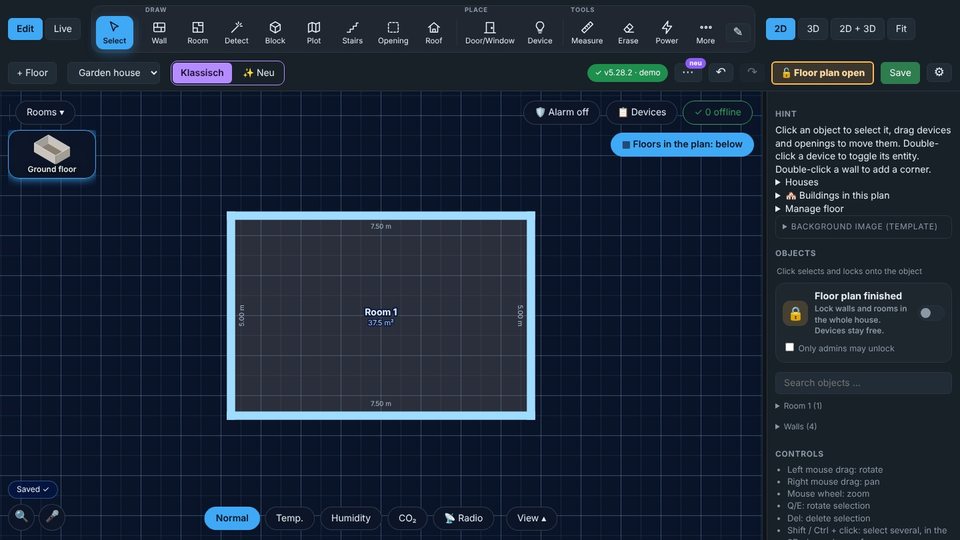 Edit
Live
DRAW
PLACE
TOOLS
Select
Wall
Room
Detect
Block
Plot
Stairs
Opening
Roof
Door/Window
Device
Measure
Erase
Power
More
2D
3D
2D + 3D
Fit
+ Floor
Garden house
Klassisch
✨ Neu
✓ v5.28.2 · demo
neu
Floor plan open
Save
Rooms ▾
Alarm off
Devices
✓ 0 offline
Floors in the plan: below
Ground floor
7.50 m
5.00 m
Room 1
37.5 m²
5.00 m
7.50 m
Saved ✓
Normal
Temp.
Humidity
CO₂
Radio
View ▴
HINT
Click an object to select it, drag devices
and openings to move them. Double-
click a device to toggle its entity.
Double-click a wall to add a corner.
Houses
Buildings in this plan
Manage floor
BACKGROUND IMAGE (TEMPLATE)
OBJECTS
Click selects and locks onto the object
Floor plan finished
Lock walls and rooms in
the whole house.
Devices stay free.
Only admins may unlock
Search objects ...
Room 1 (1)
Walls (4)
CONTROLS
• Left mouse drag: rotate
• Right mouse drag: pan
• Mouse wheel: zoom
• Q/E: rotate selection
• Del: delete selection
• Shift / Ctrl + click: select several, in the